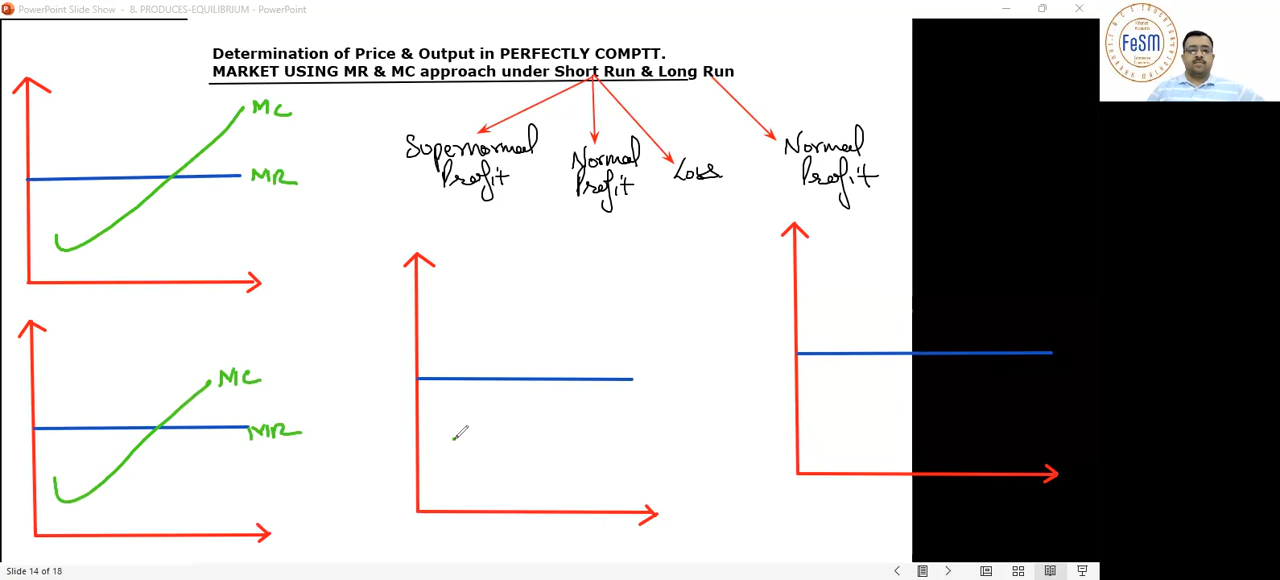 PowerPoint Slide Show - 8. PRODUCES-EQUILIBRIUM - PowerPoint
FeSM
Determination of Price & Output in PERFECTLY COMPTT.
MARKET USING MR & MC approach under Short Run & Long Run
MC
MR
Supernormal
Profit
Normal
Profit
Loss
Normal
Profit
MC
MR
Slide 14 of 18